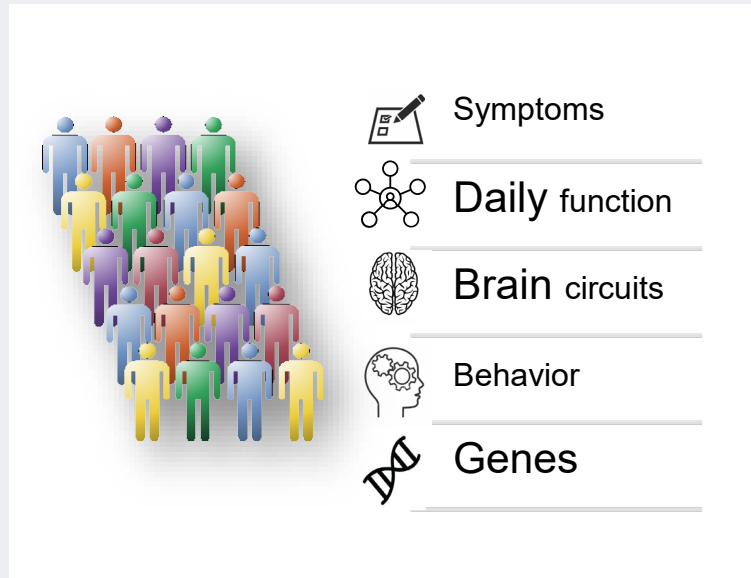 Symptoms
Daily function
Brain circuits
Behavior
Genes